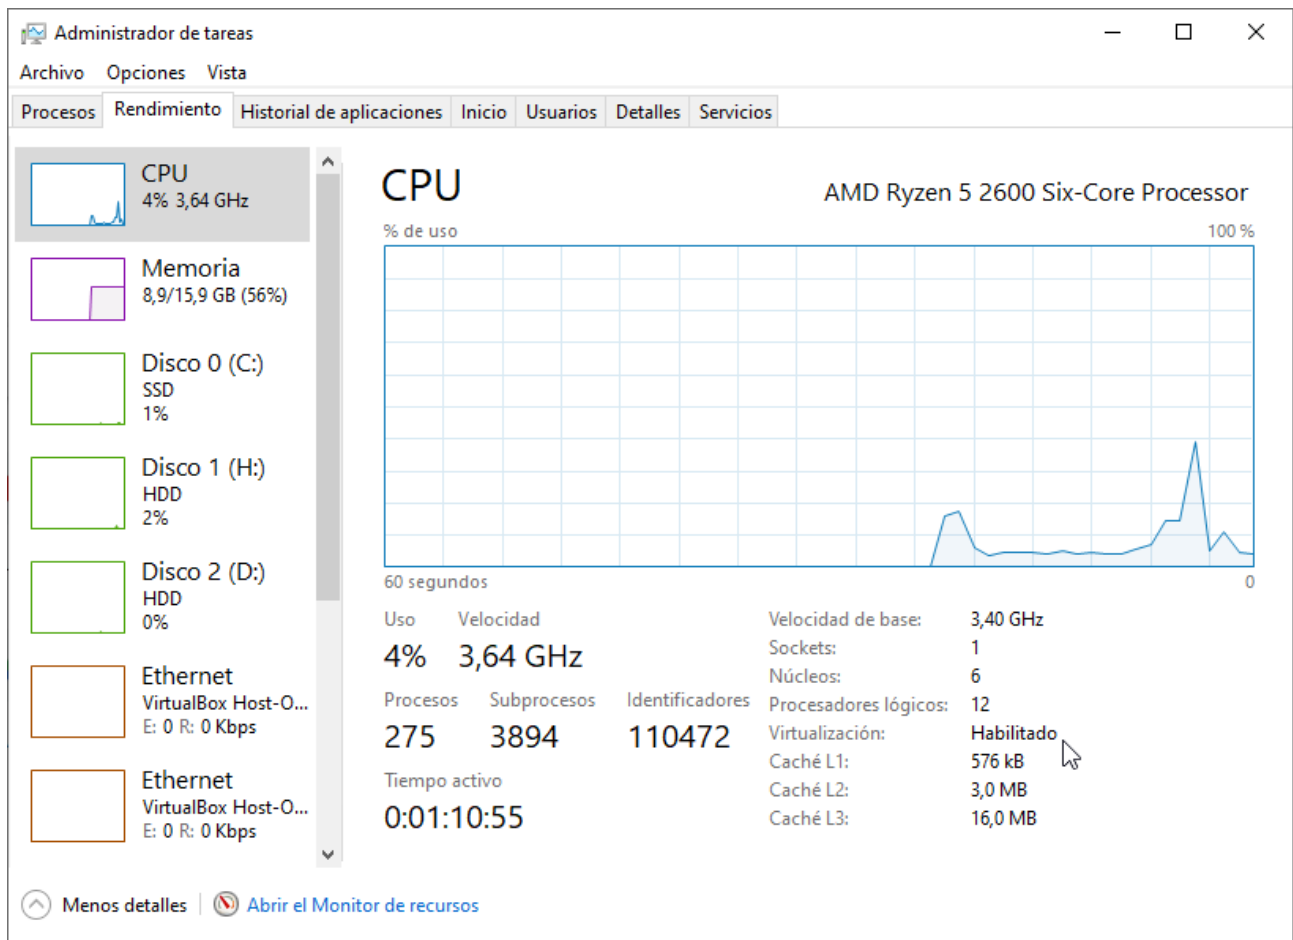 Administrador de tareas
Archivo Opciones Vista
Procesos Rendimiento Historial de aplicaciones Inicio Usuarios Detalles Servicios
CPU
4% 3,64 GHz
Memoria
8,9/15,9 GB (56%)
Disco 0 (C:)
SSD
1%
Disco 1 (H:)
HDD
2%
Disco 2 (D:)
HDD
0%
Ethernet
VirtualBox Host-O...
E: 0 R: 0 Kbps
Ethernet
VirtualBox Host-O...
E: 0 R: 0 Kbps
CPU AMD Ryzen 5 2600 Six-Core Processor
% de uso 100 %
60 segundos 0
Uso Velocidad
4% 3,64 GHz
Procesos Subprocesos Identificadores
275 3894 110472
Tiempo activo
0:01:10:55
Velocidad de base: 3,40 GHz
Sockets: 1
Núcleos: 6
Procesadores lógicos: 12
Virtualización: Habilitado
Caché L1: 576 kB
Caché L2: 3,0 MB
Caché L3: 16,0 MB
Menos detalles Abrir el Monitor de recursos